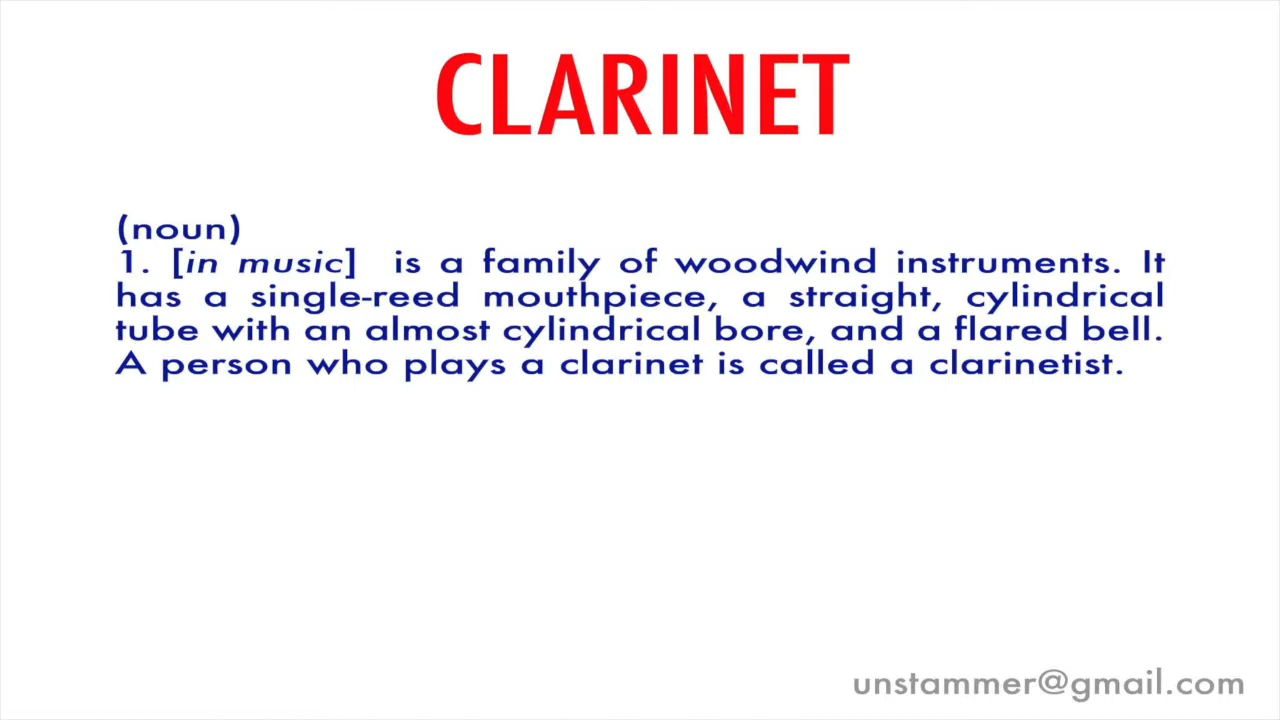 CLARINET
(noun)
1. [in music] is a family of woodwind instruments. It
has a single-reed mouthpiece, a straight, cylindrical
tube with an almost cylindrical bore, and a flared bell.
A person who plays a clarinet is called a clarinetist.
unstammer@gmail.com